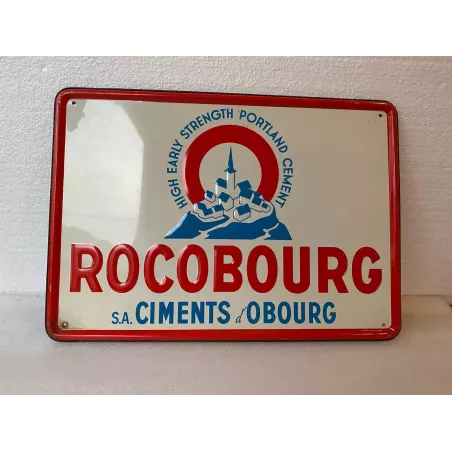 HIGH EARLY STRENGTH PORTLAND CEMENT
ROCOBOURG
S.A. CIMENTS d'OBOURG